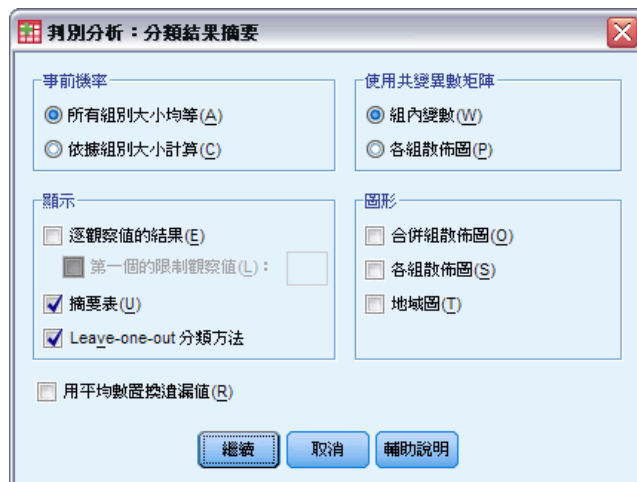 判別分析：分類結果摘要
事前機率
所有組別大小均等(A)
依據組別大小計算(C)
使用共變異數矩陣
組內變數(W)
各組散佈圖(P)
顯示
逐觀察值的結果(E)
第一個的限制觀察值(L)：
摘要表(U)
Leave-one-out 分類方法
圖形
合併組散佈圖(O)
各組散佈圖(S)
地域圖(T)
用平均數置換遺漏值(R)
繼續
取消
輔助說明